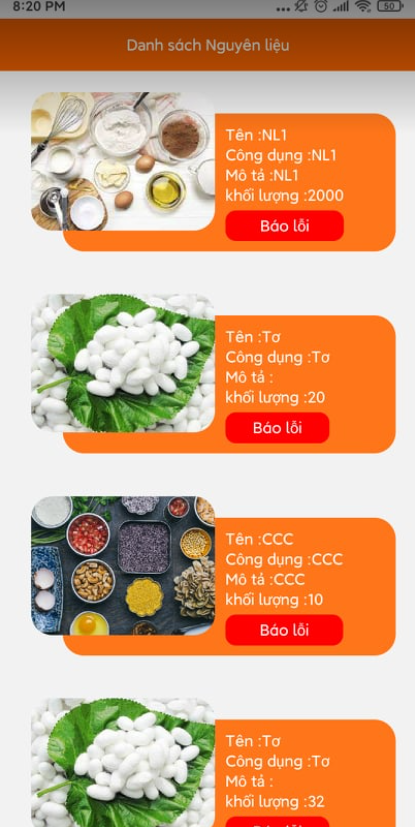 8:20 PM
50
Danh sách Nguyên liệu
Tên :NL1
Công dụng :NL1
Mô tả :NL1
khối lượng :2000
Báo lỗi
Tên :Tơ
Công dụng :Tơ
Mô tả :
khối lượng :20
Báo lỗi
Tên :CCC
Công dụng :CCC
Mô tả :CCC
khối lượng :10
Báo lỗi
Tên :Tơ
Công dụng :Tơ
Mô tả :
khối lượng :32